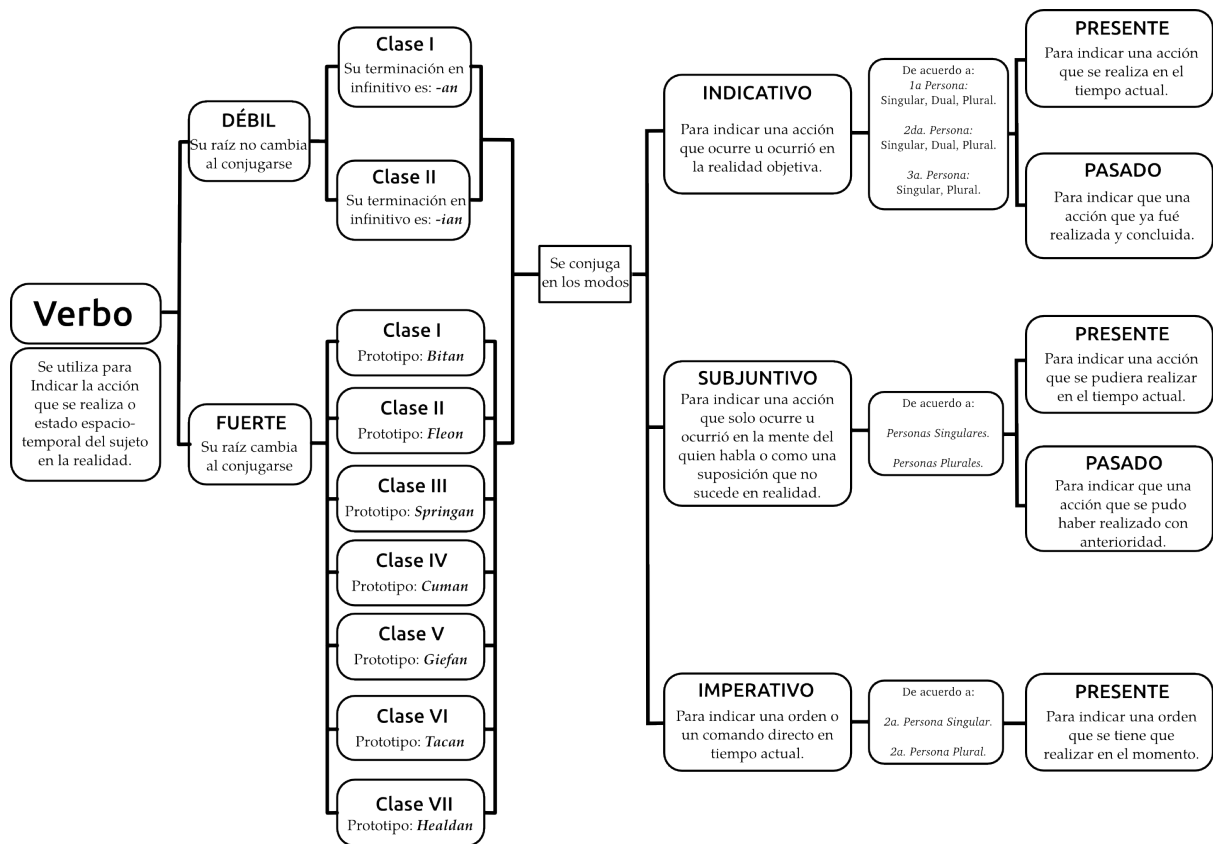 Verbo
Se utiliza para
Indicar la acción
que se realiza o
estado espacio-
temporal del sujeto
en la realidad.
DÉBIL
Su raíz no cambia
al conjugarse
FUERTE
Su raíz cambia
al conjugarse
Clase I
Su terminación en
infinitivo es: -an
Clase II
Su terminación en
infinitivo es: -ian
Clase I
Prototipo: Bitan
Clase II
Prototipo: Fleon
Clase III
Prototipo: Springan
Clase IV
Prototipo: Cuman
Clase V
Prototipo: Giefan
Clase VI
Prototipo: Tacan
Clase VII
Prototipo: Healdan
Se conjuga
en los modos
INDICATIVO
Para indicar una acción
que ocurre u ocurrió en
la realidad objetiva.
De acuerdo a:
1a Persona:
Singular, Dual, Plural.
2da. Persona:
Singular, Dual, Plural.
3a. Persona:
Singular, Plural.
PRESENTE
Para indicar una acción
que se realiza en el
tiempo actual.
PASADO
Para indicar que una
acción que ya fué
realizada y concluida.
SUBJUNTIVO
Para indicar una acción
que solo ocurre u
ocurrió en la mente del
quien habla o como una
suposición que no
sucede en realidad.
De acuerdo a:
Personas Singulares.
Personas Plurales.
PRESENTE
Para indicar una acción
que se pudiera realizar
en el tiempo actual.
PASADO
Para indicar que una
acción que se pudo
haber realizado con
anterioridad.
IMPERATIVO
Para indicar una orden o
un comando directo en
tiempo actual.
De acuerdo a:
2a. Persona Singular.
2a. Persona Plural.
PRESENTE
Para indicar una orden
que se tiene que
realizar en el momento.